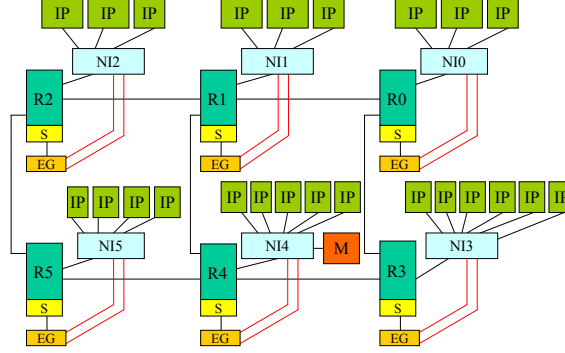 IP IP IP IP IP IP IP IP IP
NI2 NI1 NI0
R2 R1 R0
S S S
EG EG EG
IP IP IP IP IP IP IP IP IP IP IP IP IP IP IP
NI5 NI4 M NI3
R5 R4 R3
S S S
EG EG EG